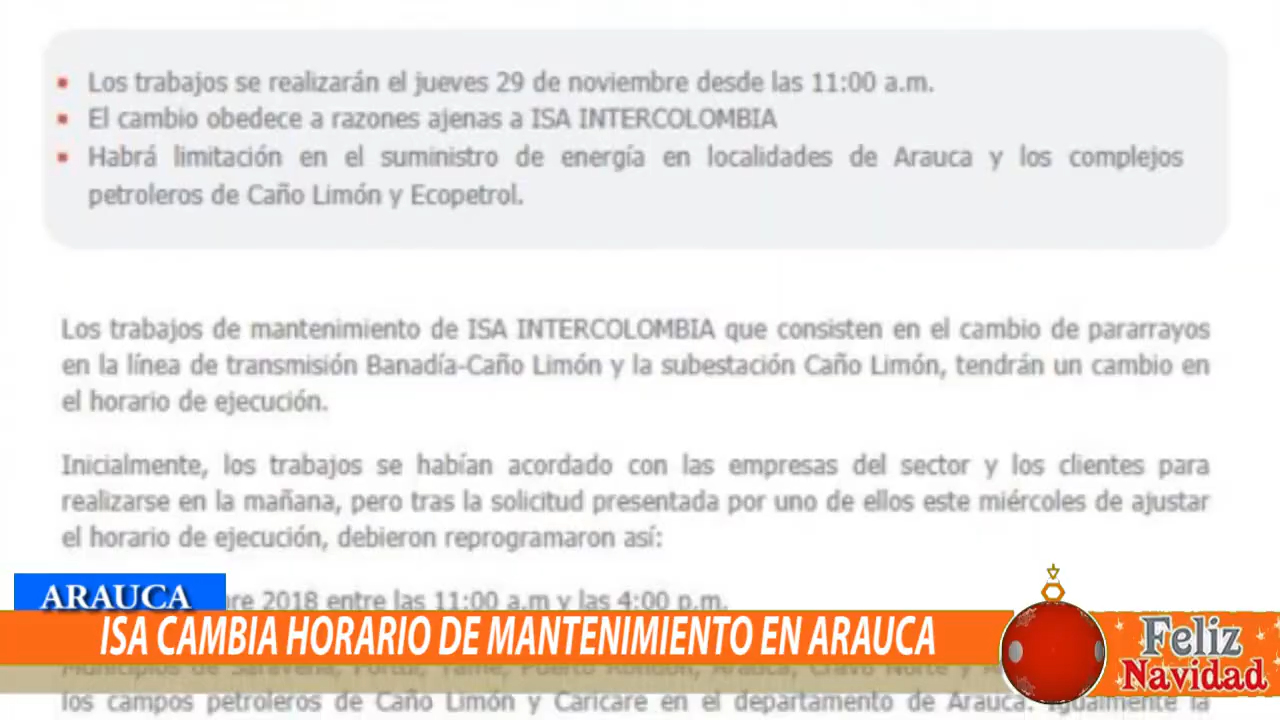 Los trabajos se realizarán el jueves 29 de noviembre desde las 11:00 a.m.
El cambio obedece a razones ajenas a ISA INTERCOLOMBIA
Habrá limitación en el suministro de energía en localidades de Arauca y los complejos
petroleros de Caño Limón y Ecopetrol.
Los trabajos de mantenimiento de ISA INTERCOLOMBIA que consisten en el cambio de pararrayos
en la línea de transmisión Banadía-Caño Limón y la subestación Caño Limón, tendrán un cambio en
el horario de ejecución.
Inicialmente, los trabajos se habían acordado con las empresas del sector y los clientes para
realizarse en la mañana, pero tras la solicitud presentada por uno de ellos este miércoles de ajustar
el horario de ejecución, debieron reprogramaron así:
2018 entre las 11:00 a.m y las 4:00 p.m.
ARAUCA
ISA CAMBIA HORARIO DE MANTENIMIENTO EN ARAUCA
Feliz
Navidad
los campos petroleros de Caño Limón y Caricare en el departamento de Arauca. Igualmente la